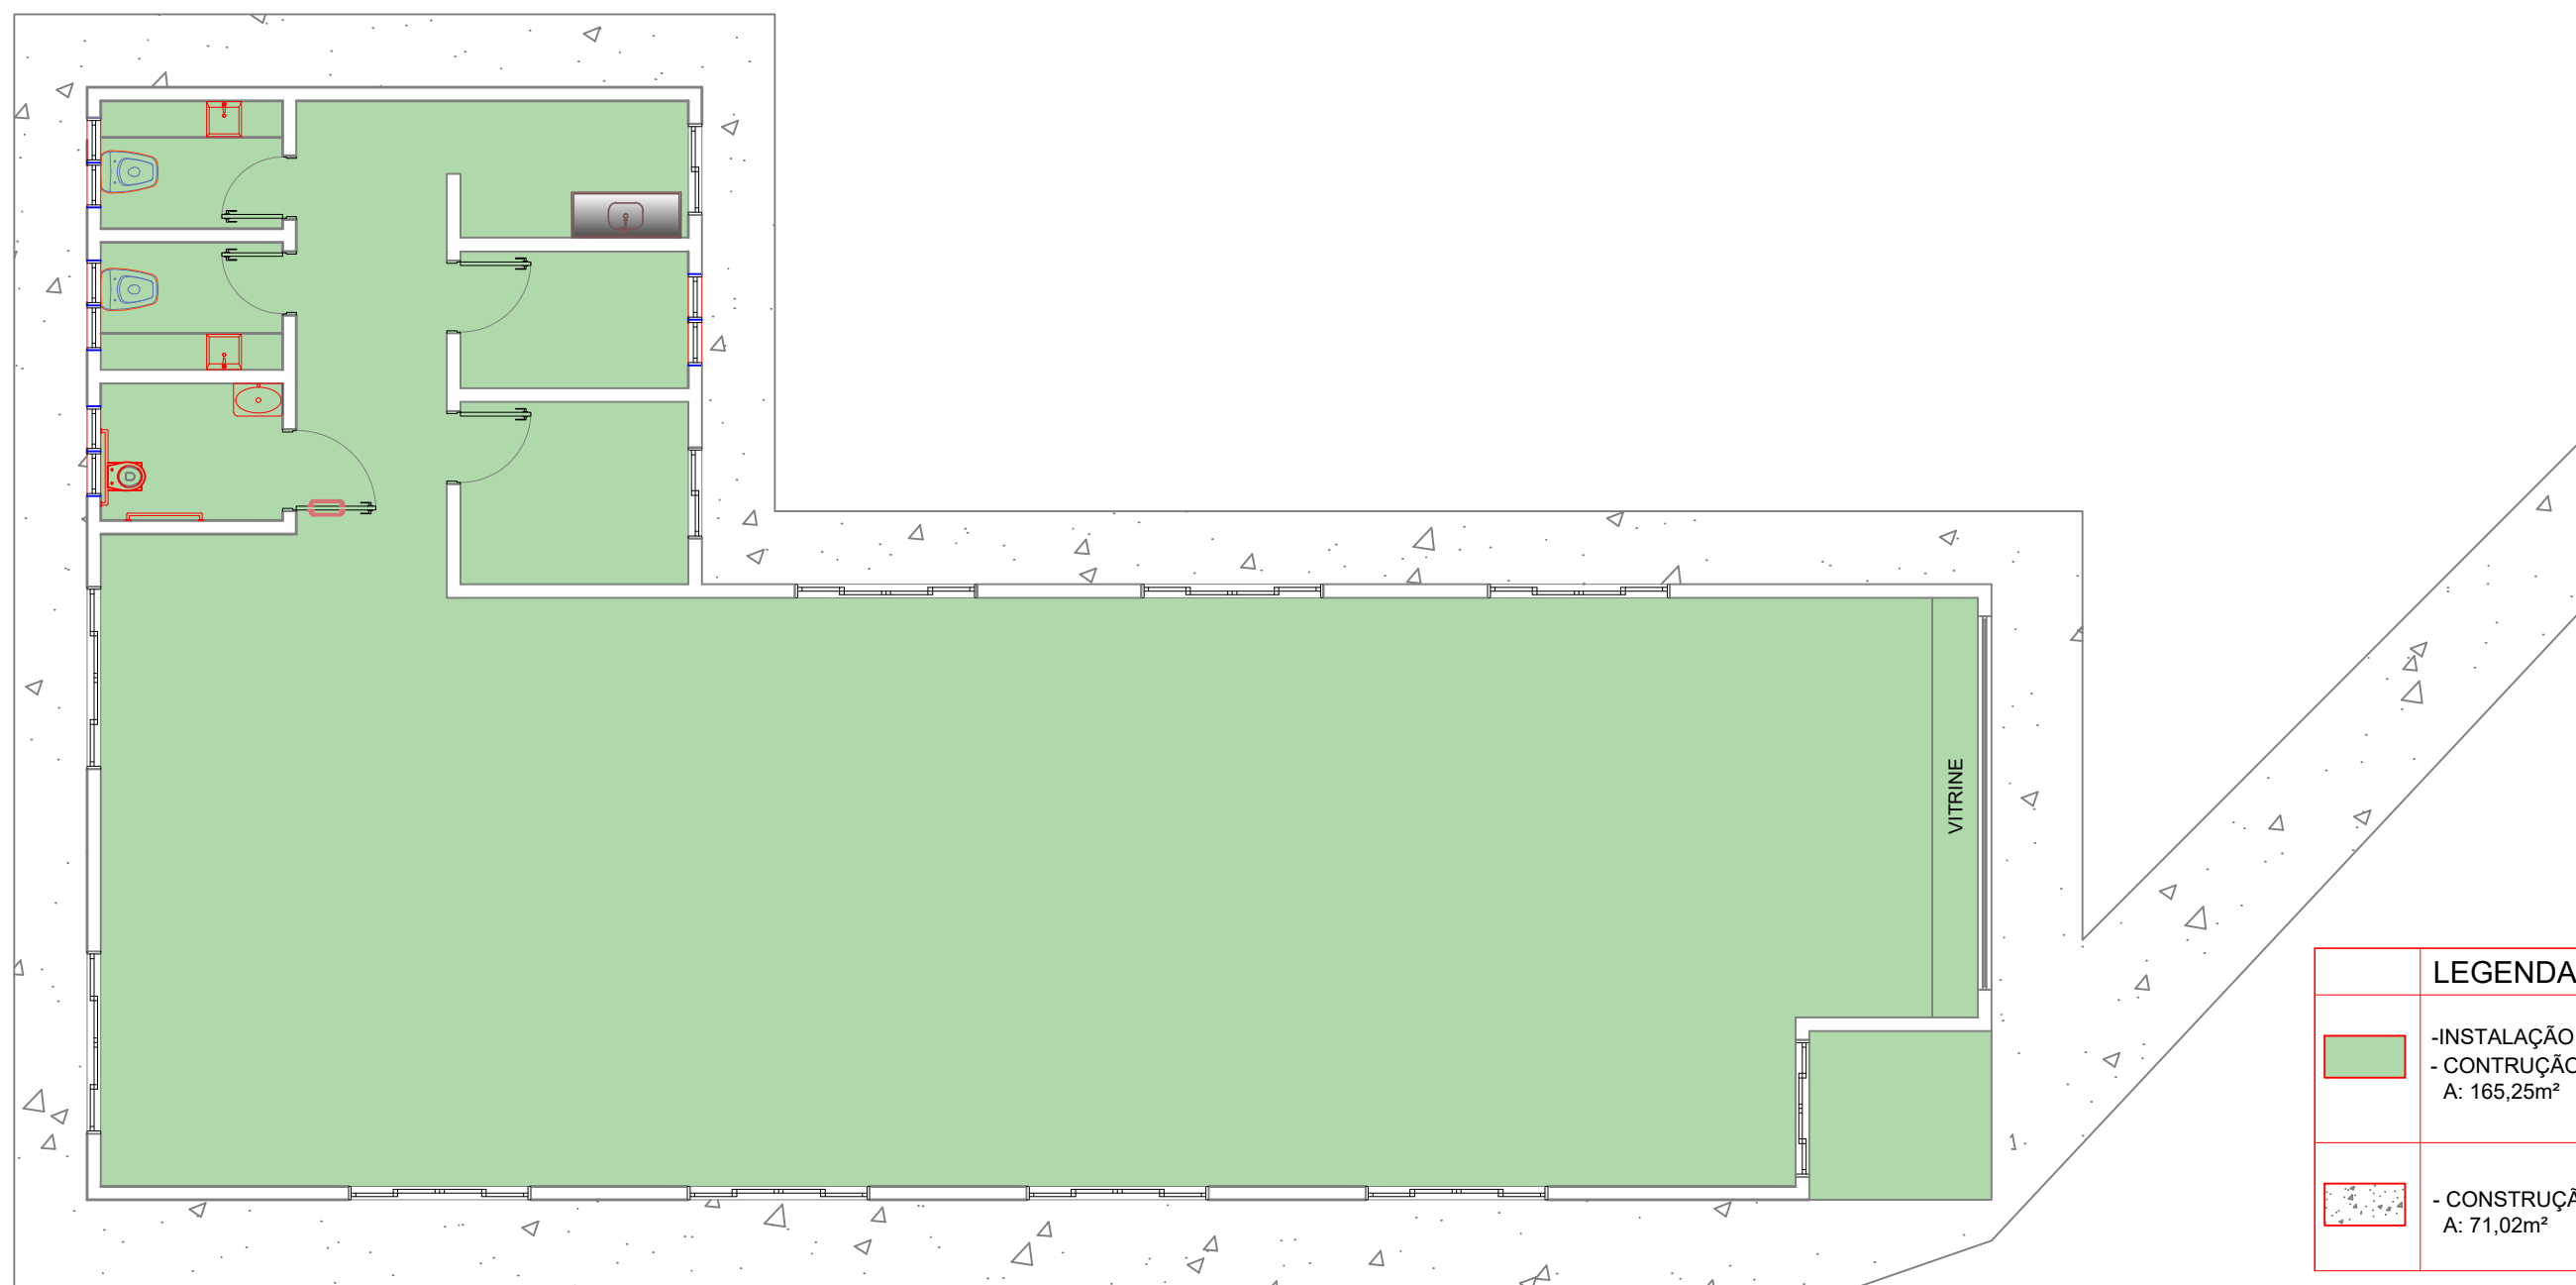 VITRINE
LEGENDA
-INSTALAÇÃO
- CONTRUÇÃO
A: 165,25m²
- CONSTRUÇÃ
A: 71,02m²